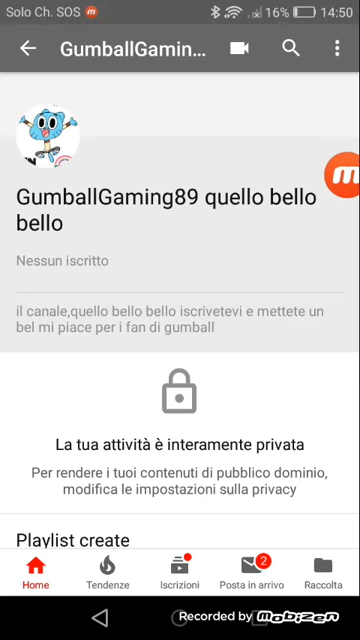 Solo Ch. SOS 16% 14:50
GumballGamin...
GumballGaming89 quello bello
bello
Nessun iscritto
il canale,quello bello bello iscrivetevi e mettete un
bel mi piace per i fan di gumball
La tua attività è interamente privata
Per rendere i tuoi contenuti di pubblico dominio,
modifica le impostazioni sulla privacy
Playlist create
2
Home Tendenze Iscrizioni Posta in arrivo Raccolta
Recorded by Mobizen